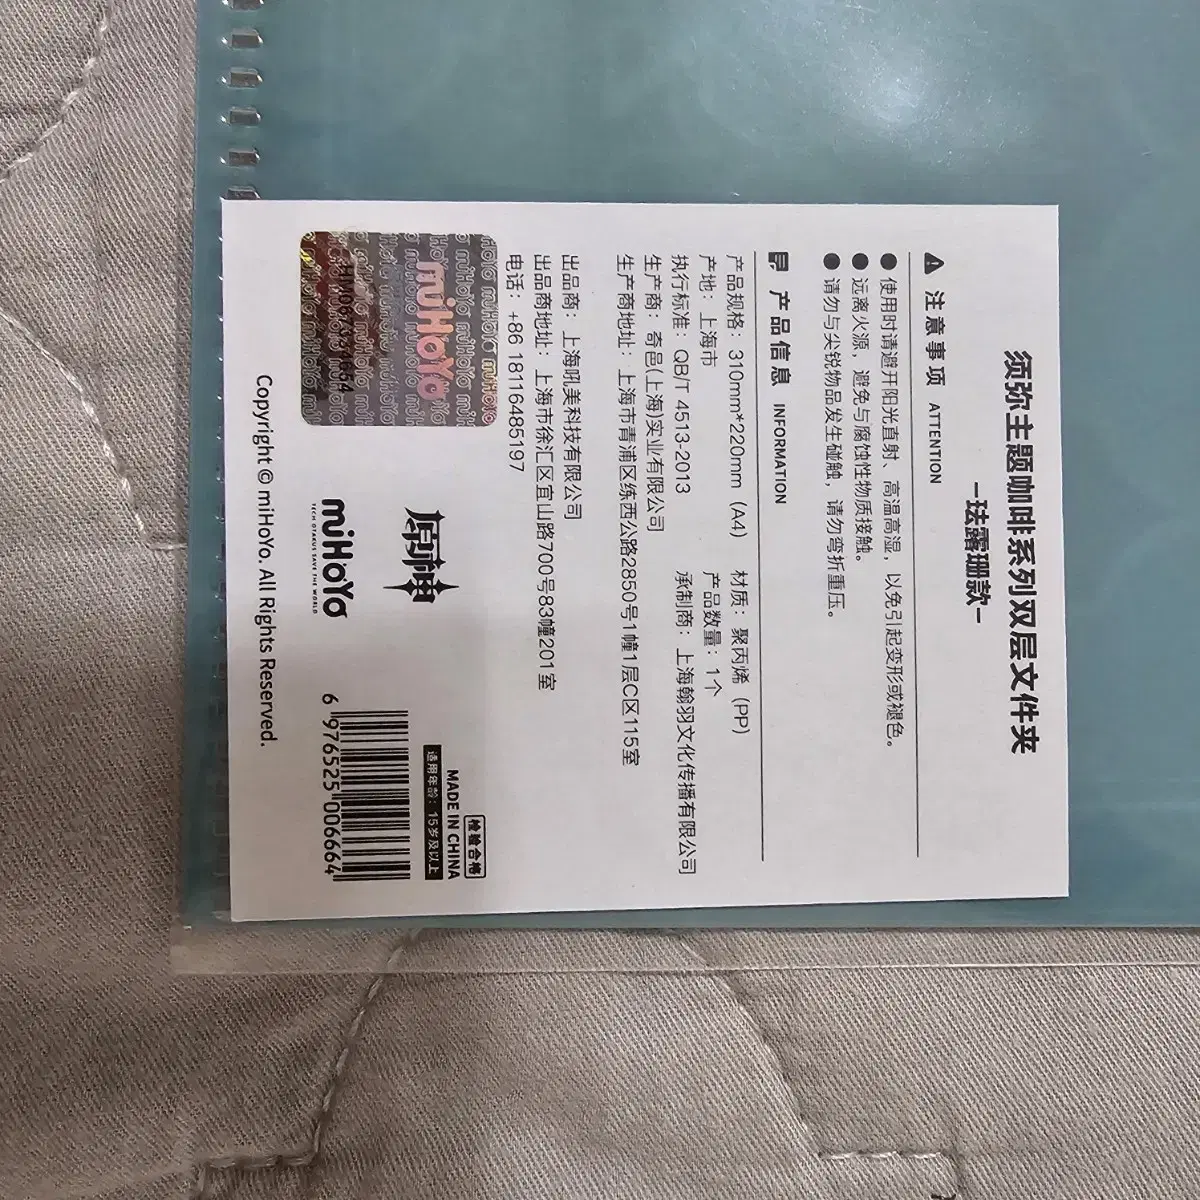 须弥主题咖啡系列双层文件夹
-珐露珊款-
注意事项 ATTENTION
● 使用时请避开阳光直射、高温高湿，以免引起变形或褪色。
● 远离火源，避免与腐蚀性物质接触。
● 请勿与尖锐物品发生碰触，请勿弯折重压。
产品信息 INFORMATION
产品规格：310mm*220mm（A4） 材质：聚丙烯（PP）
产地：上海市 产品数量：1个
执行标准：QB/T 4513-2013 承制商：上海翰羽文化传播有限公司
生产商：奇邑(上海)实业有限公司
生产商地址：上海市青浦区练西公路2850号1幢1层C区115室
出品商：上海吼美科技有限公司
出品商地址：上海市徐汇区宜山路700号83幢201室
电话：+86 18116485197
miHoYo
原神
miHoYo
TECH OTAKUS SAVE THE WORLD
检验合格
MADE IN CHINA
适用年龄：15岁及以上
6 976525 006664
Copyright © miHoYo. All Rights Reserved.